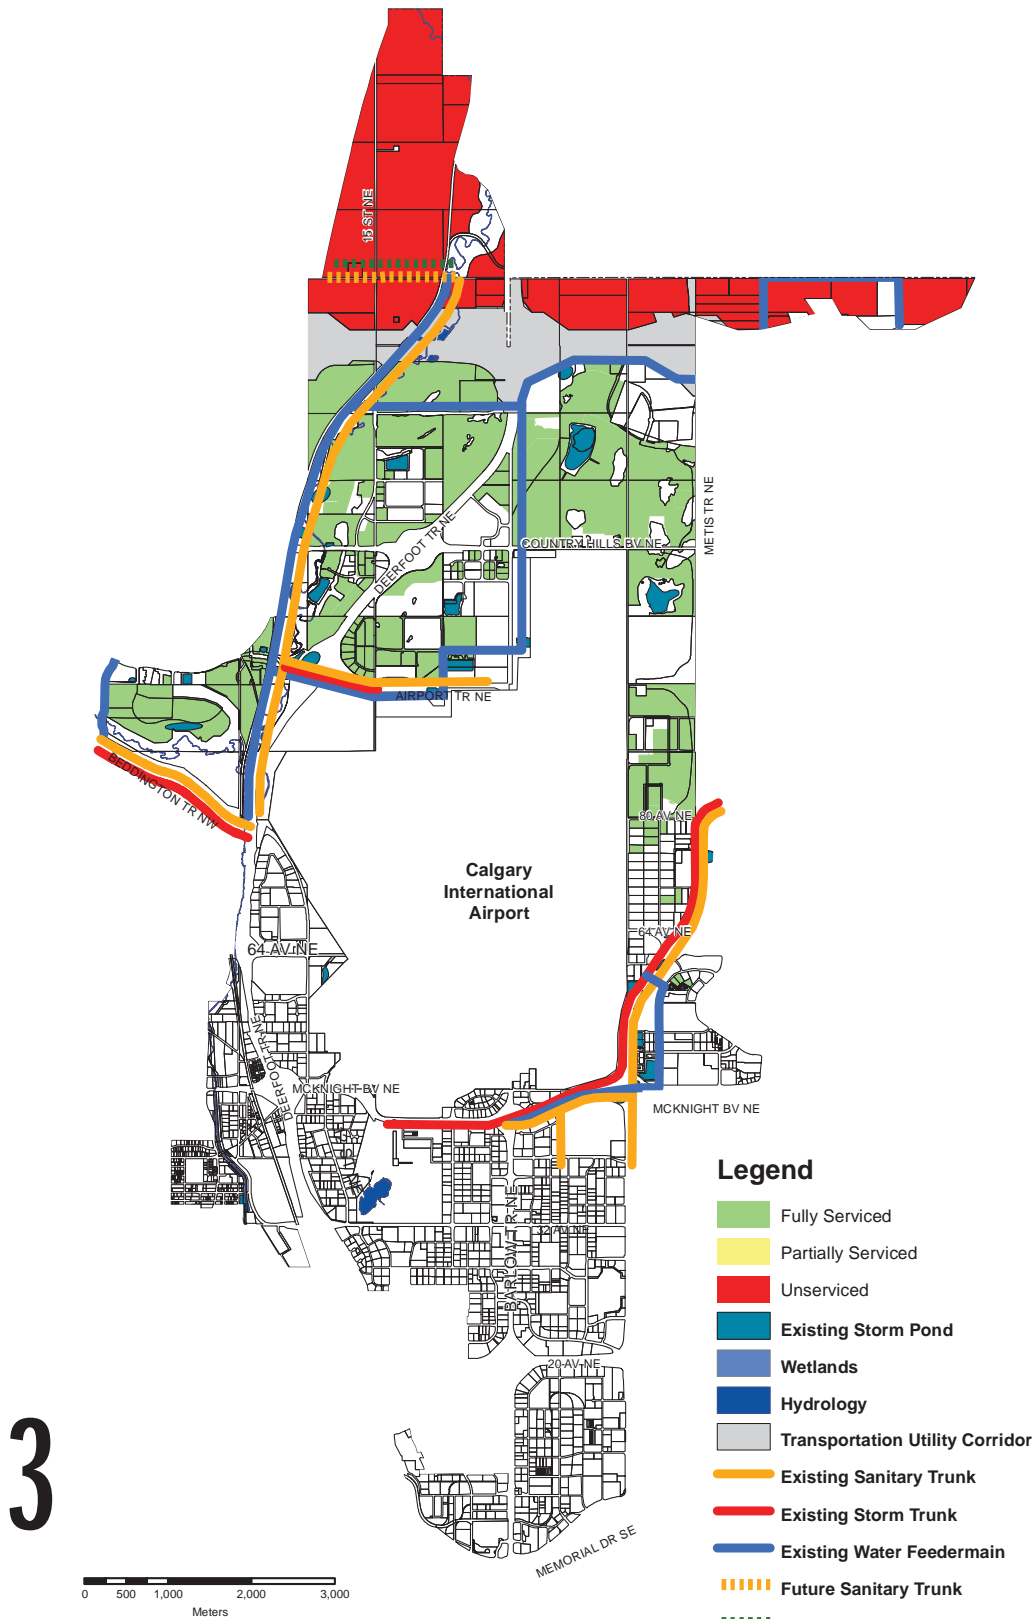 15 ST NE
METIS TR NE
DEERFOOT TR NE
COUNTRY HILLS BV NE
AIRPORT TR NE
BEDDINGTON TR NW
80 AV NE
Calgary
International
Airport
64 AV NE
64 AV NE
DEERFOOT TR NE
MCKNIGHT BV NE
MCKNIGHT BV NE
BARLOW TR NE
32 AV NE
20 AV NE
MEMORIAL DR SE
Legend
Fully Serviced
Partially Serviced
Unserviced
Existing Storm Pond
Wetlands
Hydrology
Transportation Utility Corridor
Existing Sanitary Trunk
Existing Storm Trunk
Existing Water Feedermain
Future Sanitary Trunk
3
0 500 1,000 2,000 3,000
Meters